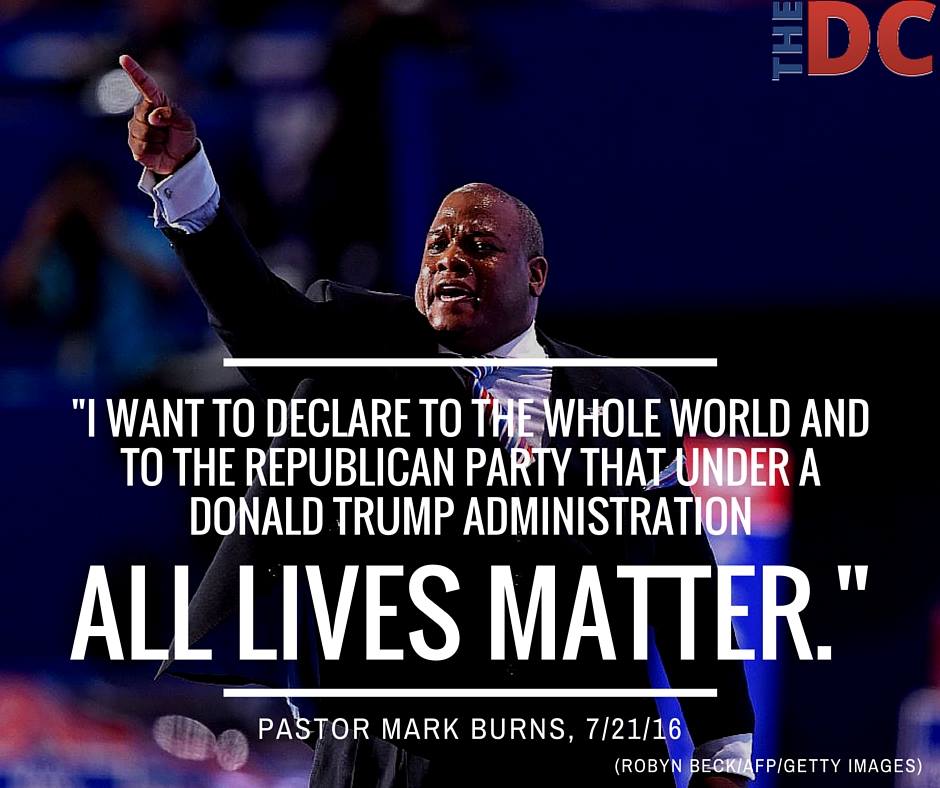 THE DC
"I WANT TO DECLARE TO THE WHOLE WORLD AND
TO THE REPUBLICAN PARTY THAT UNDER A
DONALD TRUMP ADMINISTRATION
ALL LIVES MATTER."
PASTOR MARK BURNS, 7/21/16
(ROBYN BECK/AFP/GETTY IMAGES)